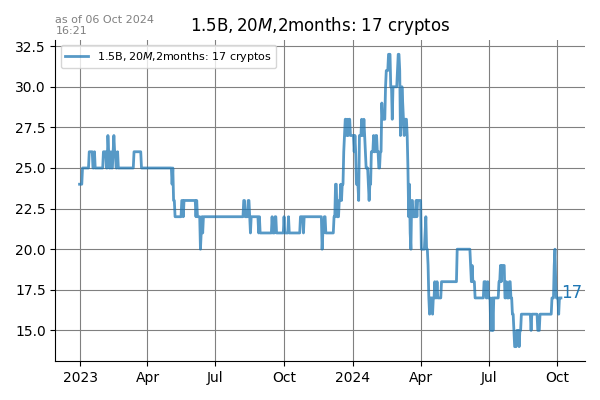 as of 06 Oct 2024
16:21
1.5B, 20M,2months: 17 cryptos
1.5B, 20M,2months: 17 cryptos
32.5
30.0
27.5
25.0
22.5
20.0
17.5
15.0
17
2023 Apr Jul Oct 2024 Apr Jul Oct